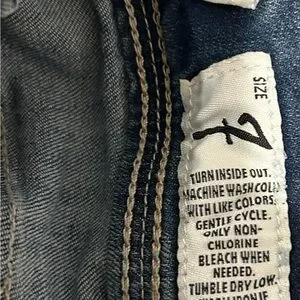 SIZE
7
TURN INSIDE OUT.
MACHINE WASH COLD
WITH LIKE COLORS.
GENTLE CYCLE.
ONLY NON-
CHLORINE
BLEACH WHEN
NEEDED.
TUMBLE DRY LOW.